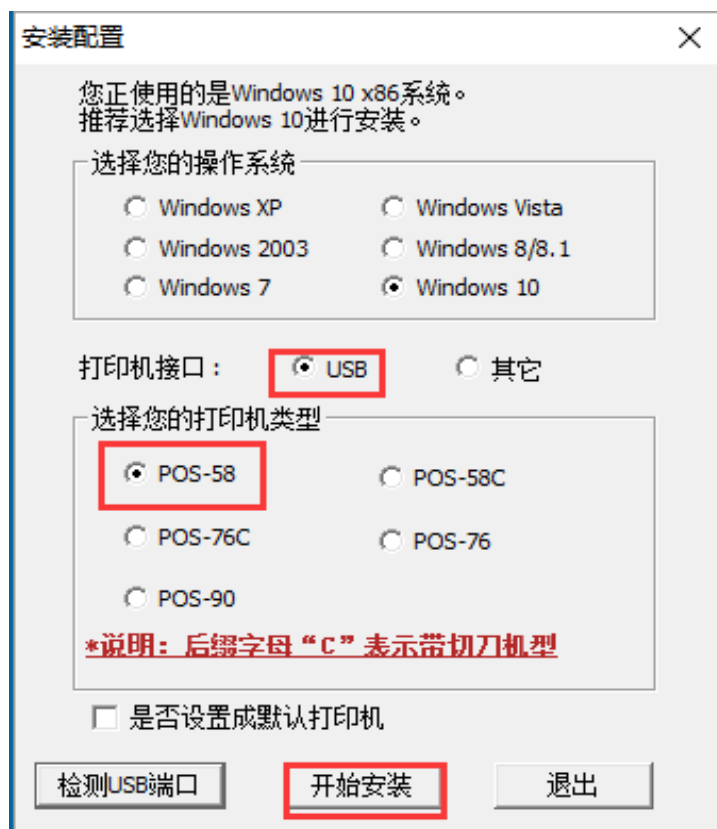 安装配置
您正使用的是Windows 10 x86系统。
推荐选择Windows 10进行安装。
选择您的操作系统
Windows XP
Windows Vista
Windows 2003
Windows 8/8.1
Windows 7
Windows 10
打印机接口：
USB
其它
选择您的打印机类型
POS-58
POS-58C
POS-76C
POS-76
POS-90
*说明：后缀字母“C”表示带切刀机型
是否设置成默认打印机
检测USB端口
开始安装
退出